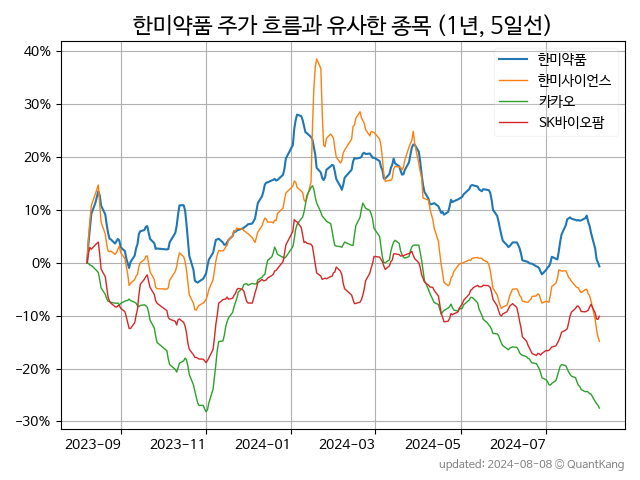 한미약품 주가 흐름과 유사한 종목 (1년, 5일선)
40%
30%
20%
10%
0%
−10%
−20%
−30%
한미약품
한미사이언스
카카오
SK바이오팜
2023-09
2023-11
2024-01
2024-03
2024-05
2024-07
updated: 2024-08-08 © QuantKang